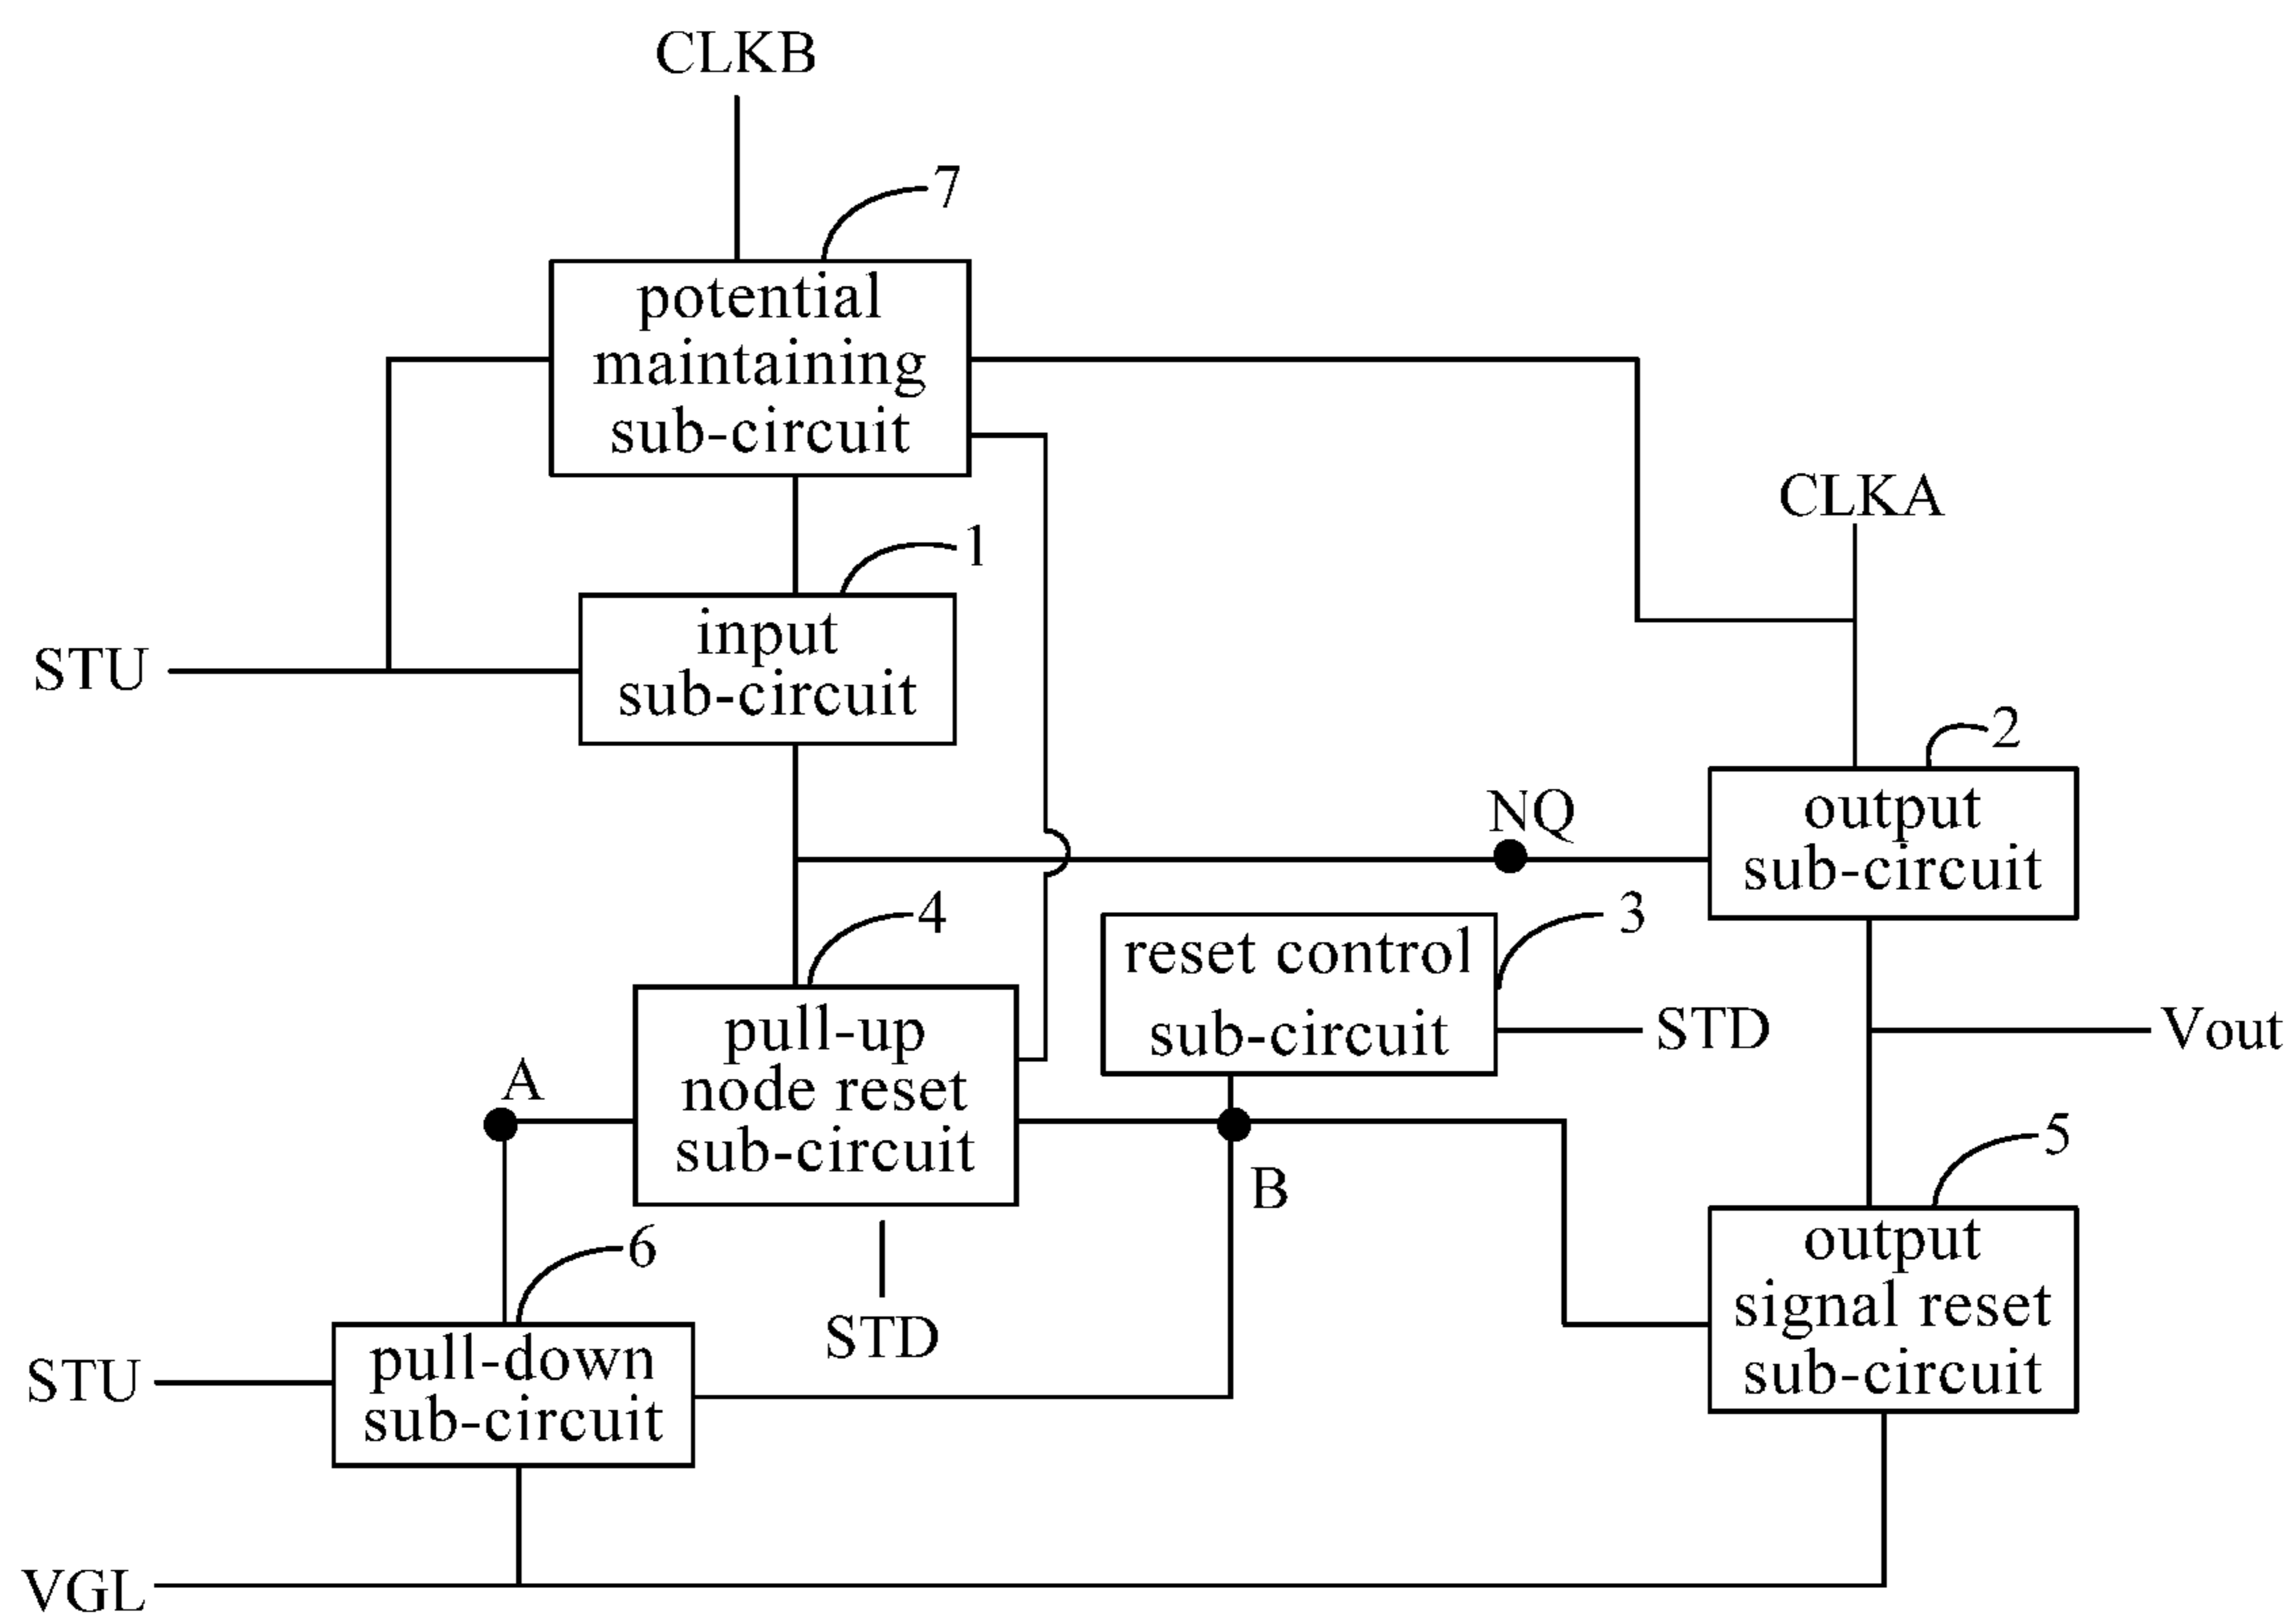 CLKB
7
potential
maintaining
sub-circuit
CLKA
1
input
sub-circuit
STU
2
output
sub-circuit
NQ
4
3
reset control
sub-circuit
STD
Vout
pull-up
node reset
sub-circuit
A
B
5
output
signal reset
sub-circuit
6
STD
STU
pull-down
sub-circuit
VGL